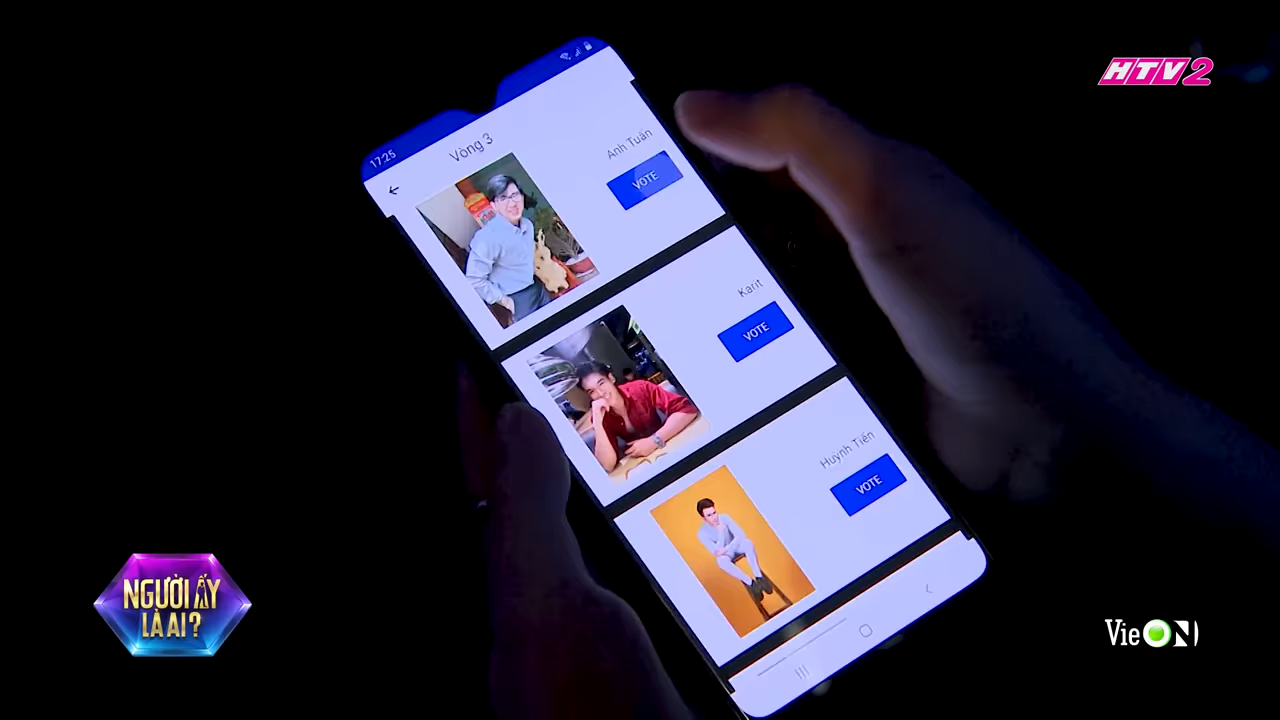 HTV2
17:25
Vòng 3
Anh Tuấn
VOTE
Karit
VOTE
Huỳnh Tiến
VOTE
NGƯỜI ẤY
LÀ AI?
VieON